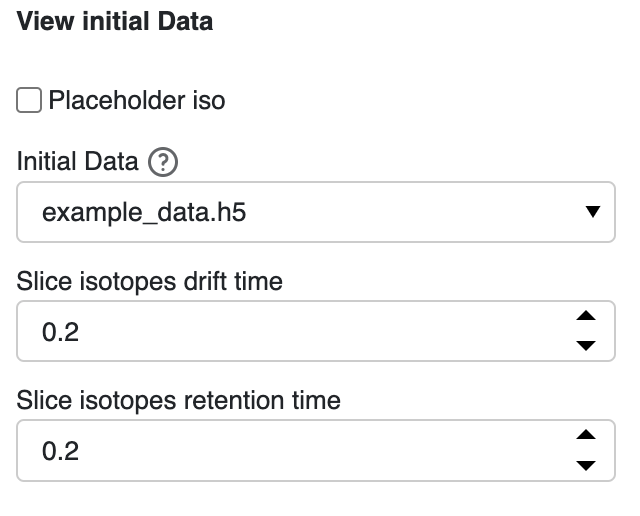 View initial Data
Placeholder iso
Initial Data ?
example_data.h5
Slice isotopes drift time
0.2
Slice isotopes retention time
0.2